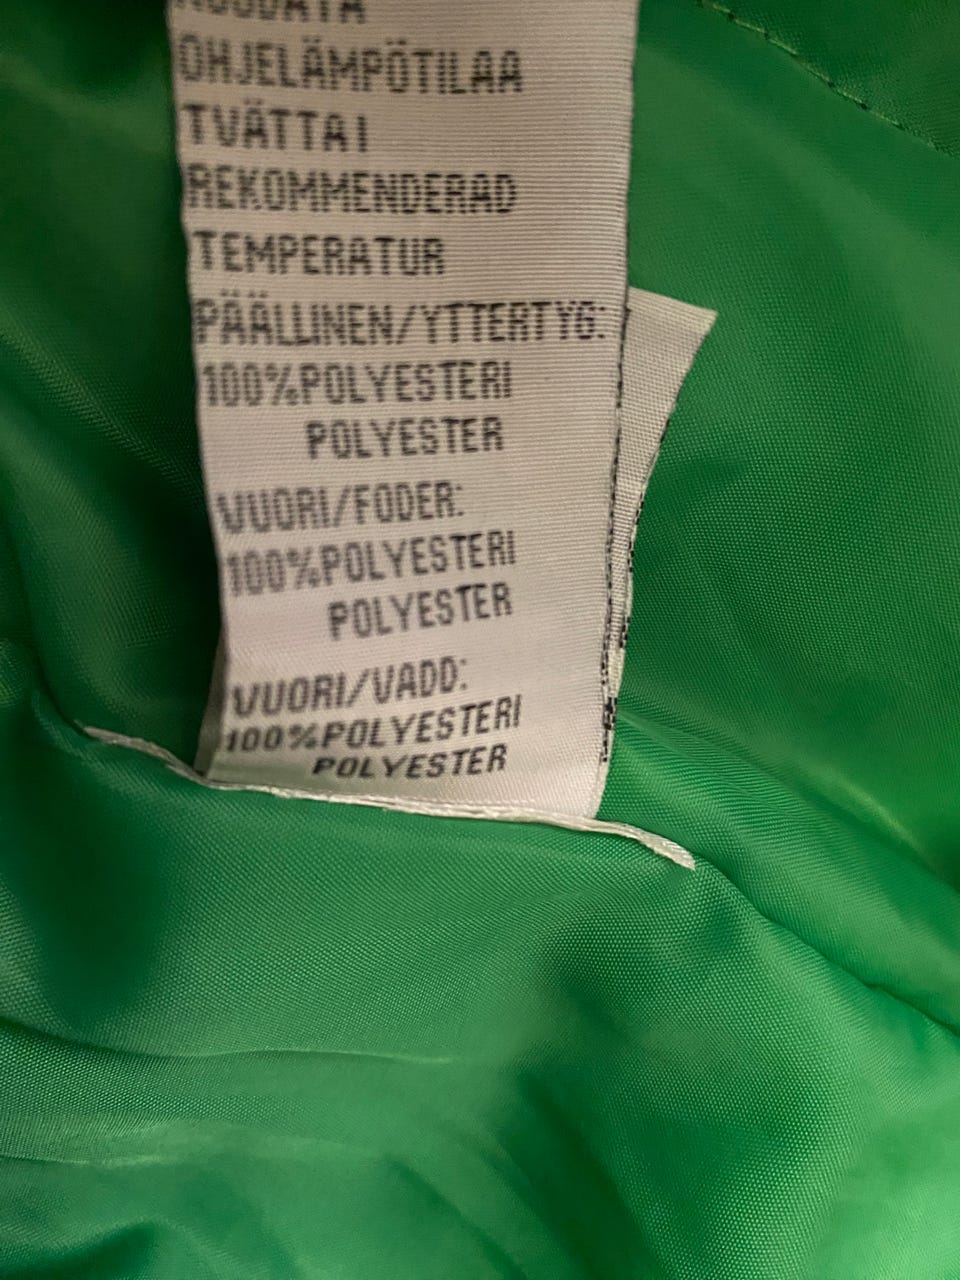 OHJELÄMPÖTILAA
TVÄTTA I
REKOMMENDERAD
TEMPERATUR
PÄÄLLINEN/YTTERTYG:
100%POLYESTERI
POLYESTER
VUORI/FODER:
100%POLYESTERI
POLYESTER
VUORI/VADD:
100%POLYESTERI
POLYESTER